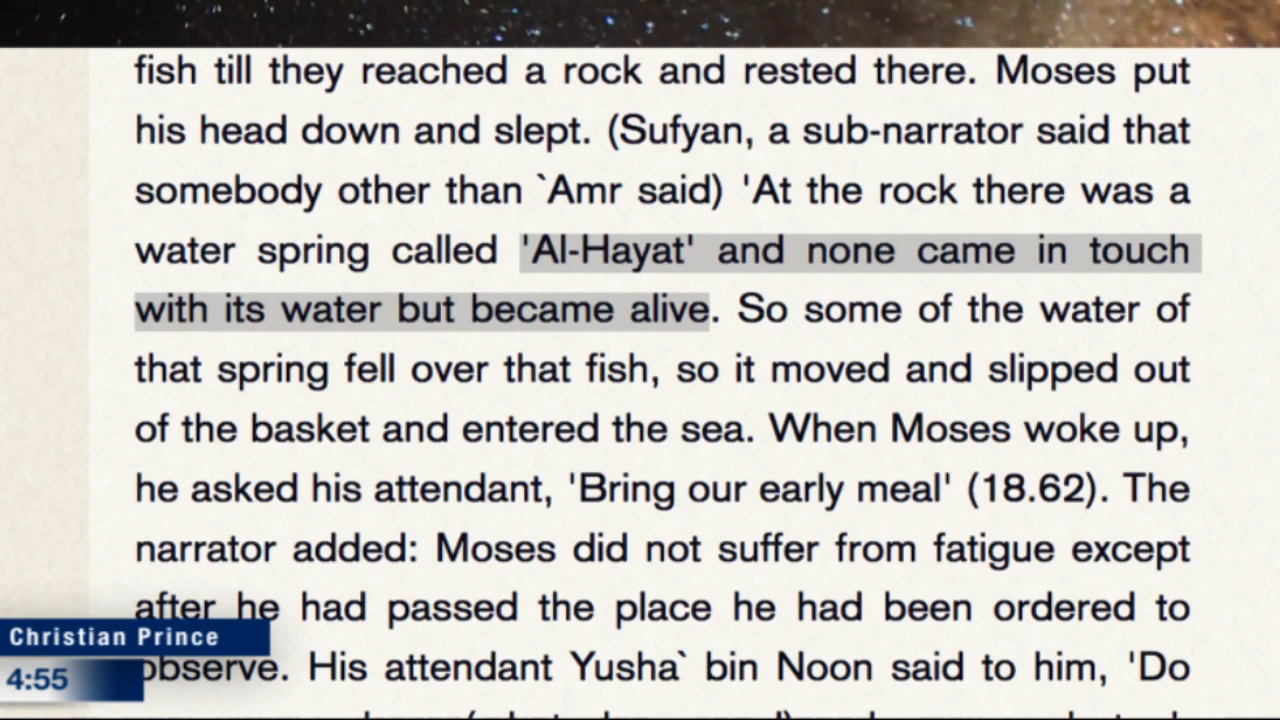 fish till they reached a rock and rested there. Moses put
his head down and slept. (Sufyan, a sub-narrator said that
somebody other than `Amr said) 'At the rock there was a
water spring called 'Al-Hayat' and none came in touch
with its water but became alive. So some of the water of
that spring fell over that fish, so it moved and slipped out
of the basket and entered the sea. When Moses woke up,
he asked his attendant, 'Bring our early meal' (18.62). The
narrator added: Moses did not suffer from fatigue except
after he had passed the place he had been ordered to
observe. His attendant Yusha` bin Noon said to him, 'Do
Christian Prince
4:55